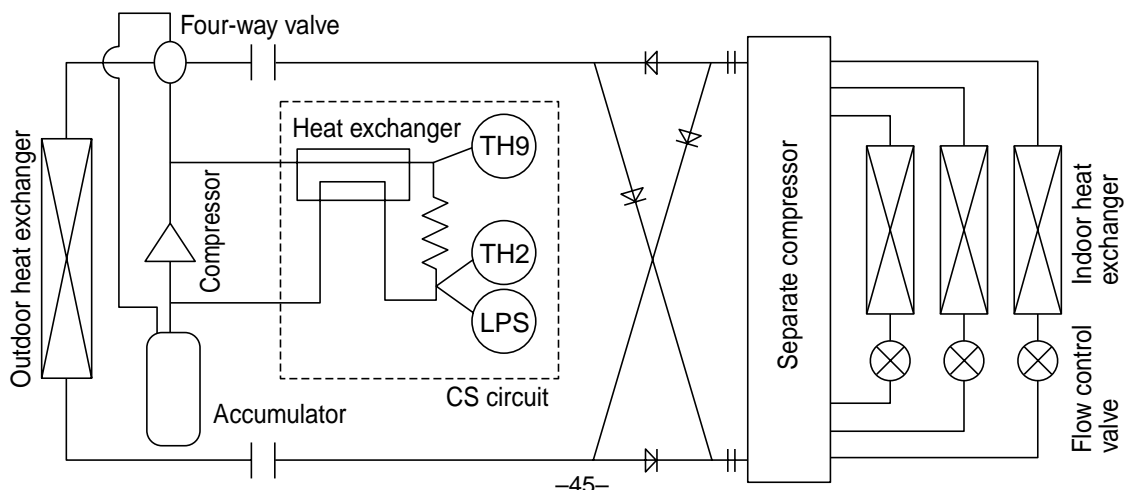 Four-way valve
Heat exchanger
TH9
TH2
LPS
CS circuit
Compressor
Outdoor heat exchanger
Accumulator
Separate compressor
Indoor heat
exchanger
Flow control
valve
–45–